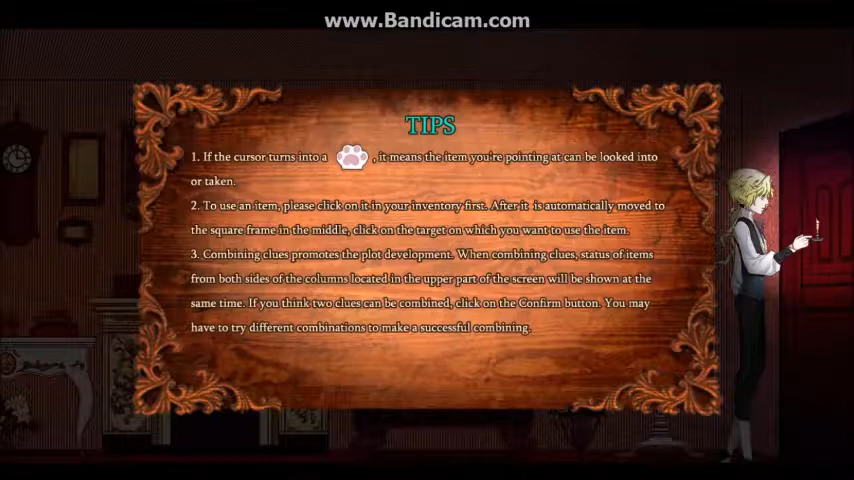 www.Bandicam.com
TIPS
1. If the cursor turns into a , it means the item you're pointing at can be looked into
or taken.
2. To use an item, please click on it in your inventory first. After it is automatically moved to
the square frame in the middle, click on the target on which you want to use the item.
3. Combining clues promotes the plot development. When combining clues, status of items
from both sides of the columns located in the upper part of the screen will be shown at the
same time. If you think two clues can be combined, click on the Confirm button. You may
have to try different combinations to make a successful combining.